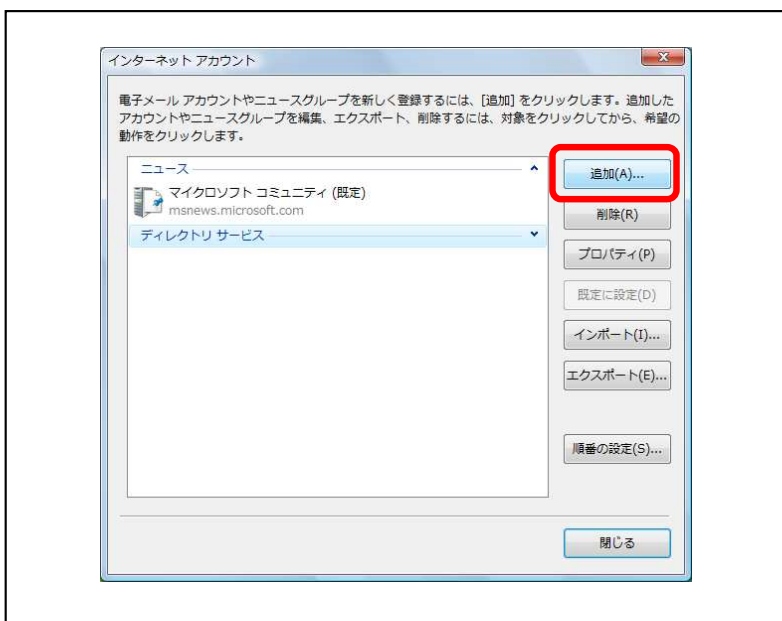 インターネット アカウント
電子メール アカウントやニュースグループを新しく登録するには、[追加] をクリックします。追加した
アカウントやニュースグループを編集、エクスポート、削除するには、対象をクリックしてから、希望の
動作をクリックします。
ニュース
マイクロソフト コミュニティ (既定)
msnews.microsoft.com
ディレクトリ サービス
追加(A)...
削除(R)
プロパティ(P)
既定に設定(D)
インポート(I)...
エクスポート(E)...
順番の設定(S)...
閉じる